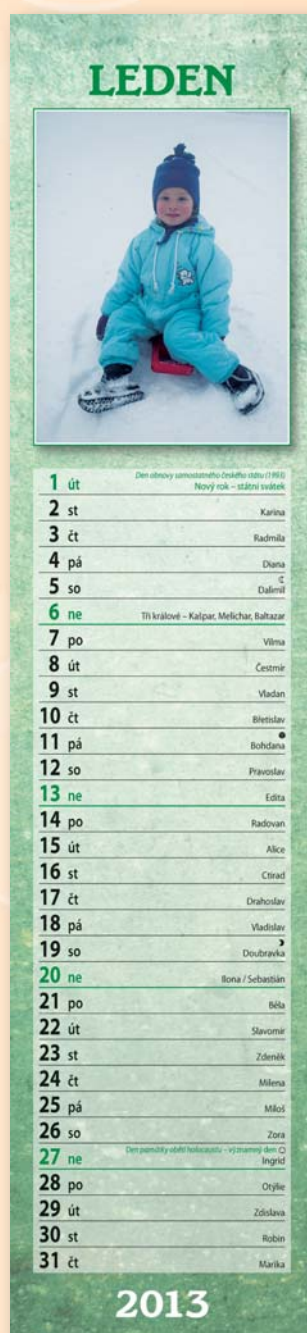 LEDEN
Den obnovy samostatného českého státu (1993)
1 út Nový rok – státní svátek
2 st Karina
3 čt Radmila
4 pá Diana
5 so Dalimil
6 ne Tři králové – Kašpar, Melichar, Baltazar
7 po Vilma
8 út Čestmír
9 st Vladan
10 čt Břetislav
11 pá Bohdana
12 so Pravoslav
13 ne Edita
14 po Radovan
15 út Alice
16 st Ctirad
17 čt Drahoslav
18 pá Vladislav
19 so Doubravka
20 ne Ilona / Sebastián
21 po Běla
22 út Slavomír
23 st Zdeněk
24 čt Milena
25 pá Miloš
26 so Zora
Den památky obětí holocaustu – významný den
27 ne Ingrid
28 po Otýlie
29 út Zdislava
30 st Robin
31 čt Marika
2013